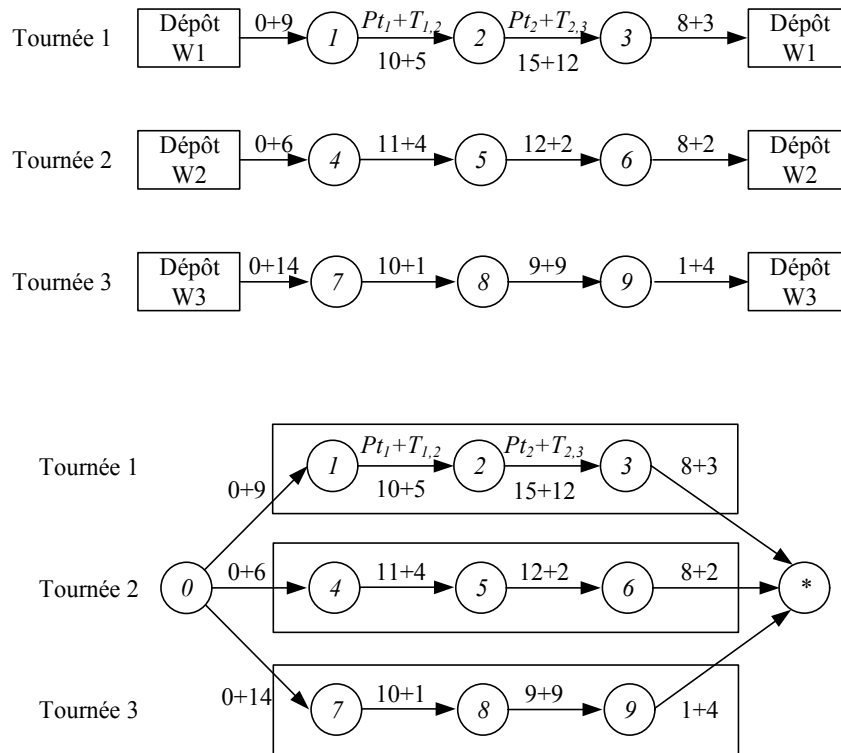 Tournée 1 Dépôt W1 0+9 1 Pt1+T1,2 10+5 2 Pt2+T2,3 15+12 3 8+3 Dépôt W1
Tournée 2 Dépôt W2 0+6 4 11+4 5 12+2 6 8+2 Dépôt W2
Tournée 3 Dépôt W3 0+14 7 10+1 8 9+9 9 1+4 Dépôt W3
Tournée 1 0+9 1 Pt1+T1,2 10+5 2 Pt2+T2,3 15+12 3 8+3
Tournée 2 0 0+6 4 11+4 5 12+2 6 8+2 *
Tournée 3 0+14 7 10+1 8 9+9 9 1+4